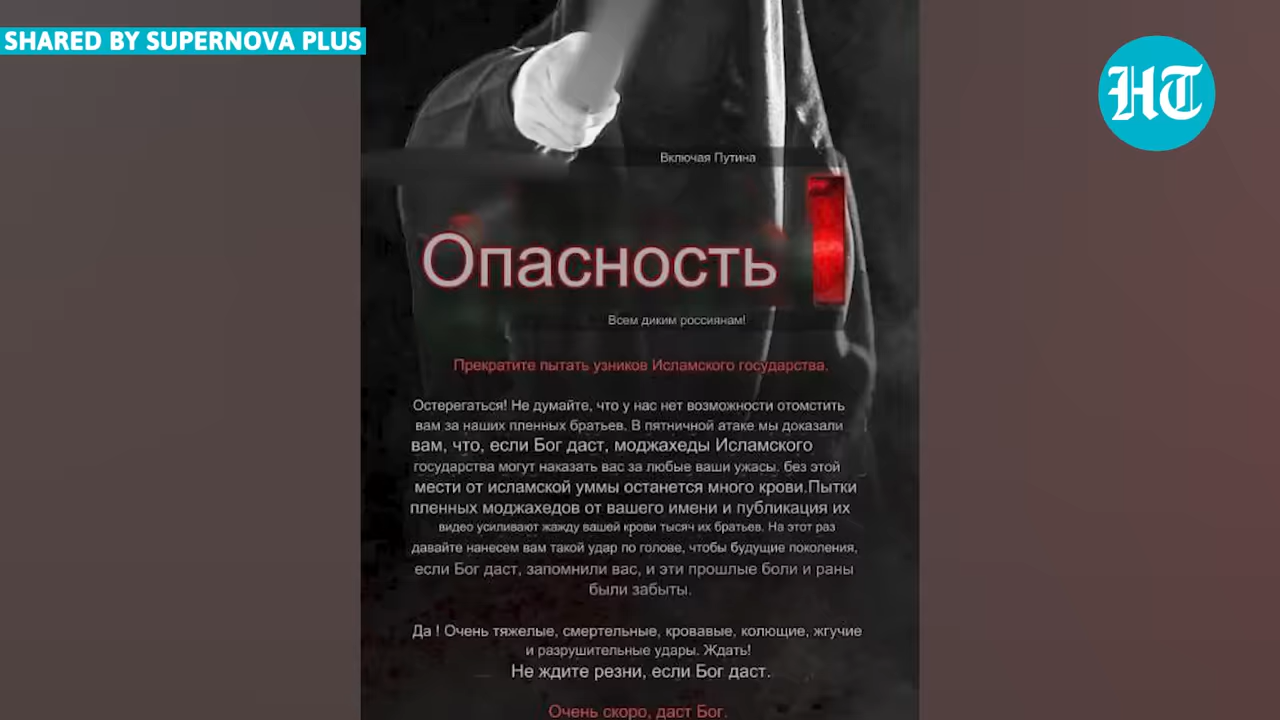 SHARED BY SUPERNOVA PLUS
HT
Включая Путина
Опасность
Всем диким россиянам!
Прекратите пытать узников Исламского государства.
Остерегаться! Не думайте, что у нас нет возможности отомстить
вам за наших пленных братьев. В пятничной атаке мы доказали
вам, что, если Бог даст, моджахеды Исламского
государства могут наказать вас за любые ваши ужасы. без этой
мести от исламской уммы останется много крови.Пытки
пленных моджахедов от вашего имени и публикация их
видео усиливают жажду вашей крови тысяч их братьев. На этот раз
давайте нанесем вам такой удар по голове, чтобы будущие поколения,
если Бог даст, запомнили вас, и эти прошлые боли и раны
были забыты.
Да ! Очень тяжелые, смертельные, кровавые, колющие, жгучие
и разрушительные удары. Ждать!
Не ждите резни, если Бог даст.
Очень скоро, даст Бог.